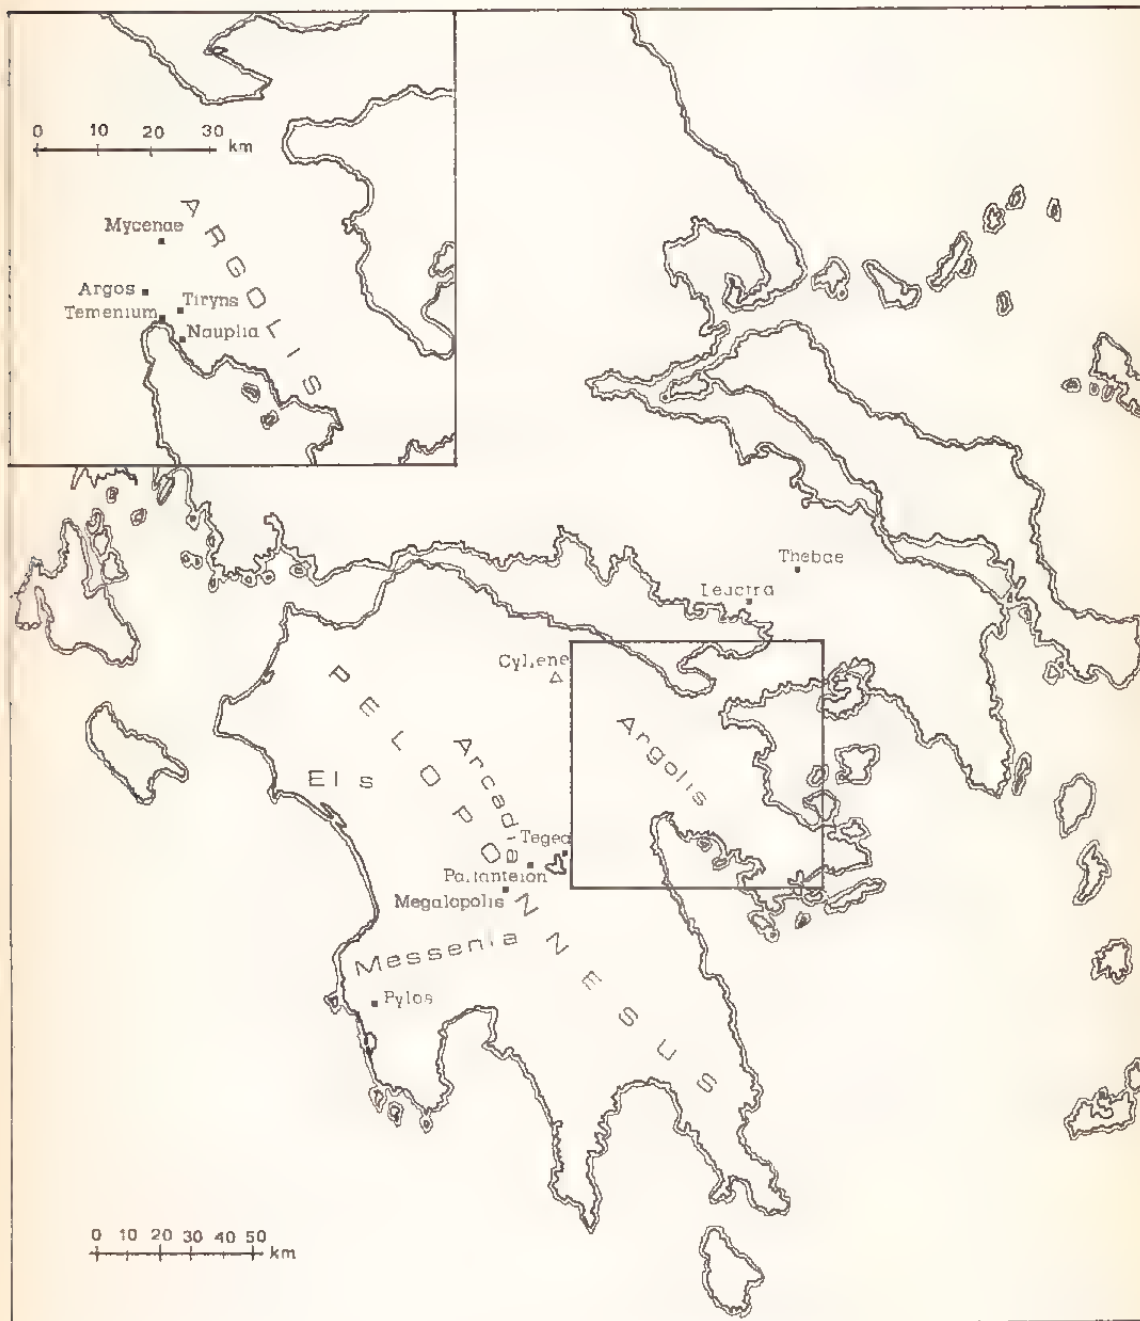 0 10 20 30 km
ARGOLIS
Mycenae
Argos
Tiryns
Temenium
Nauplia
Thebae
Leuctra
Cyllene
PELOPONNESUS
Argolis
Arcadia
Elis
Tegea
Pallanteion
Megalopolis
Messenia
Pylos
0 10 20 30 40 50 km